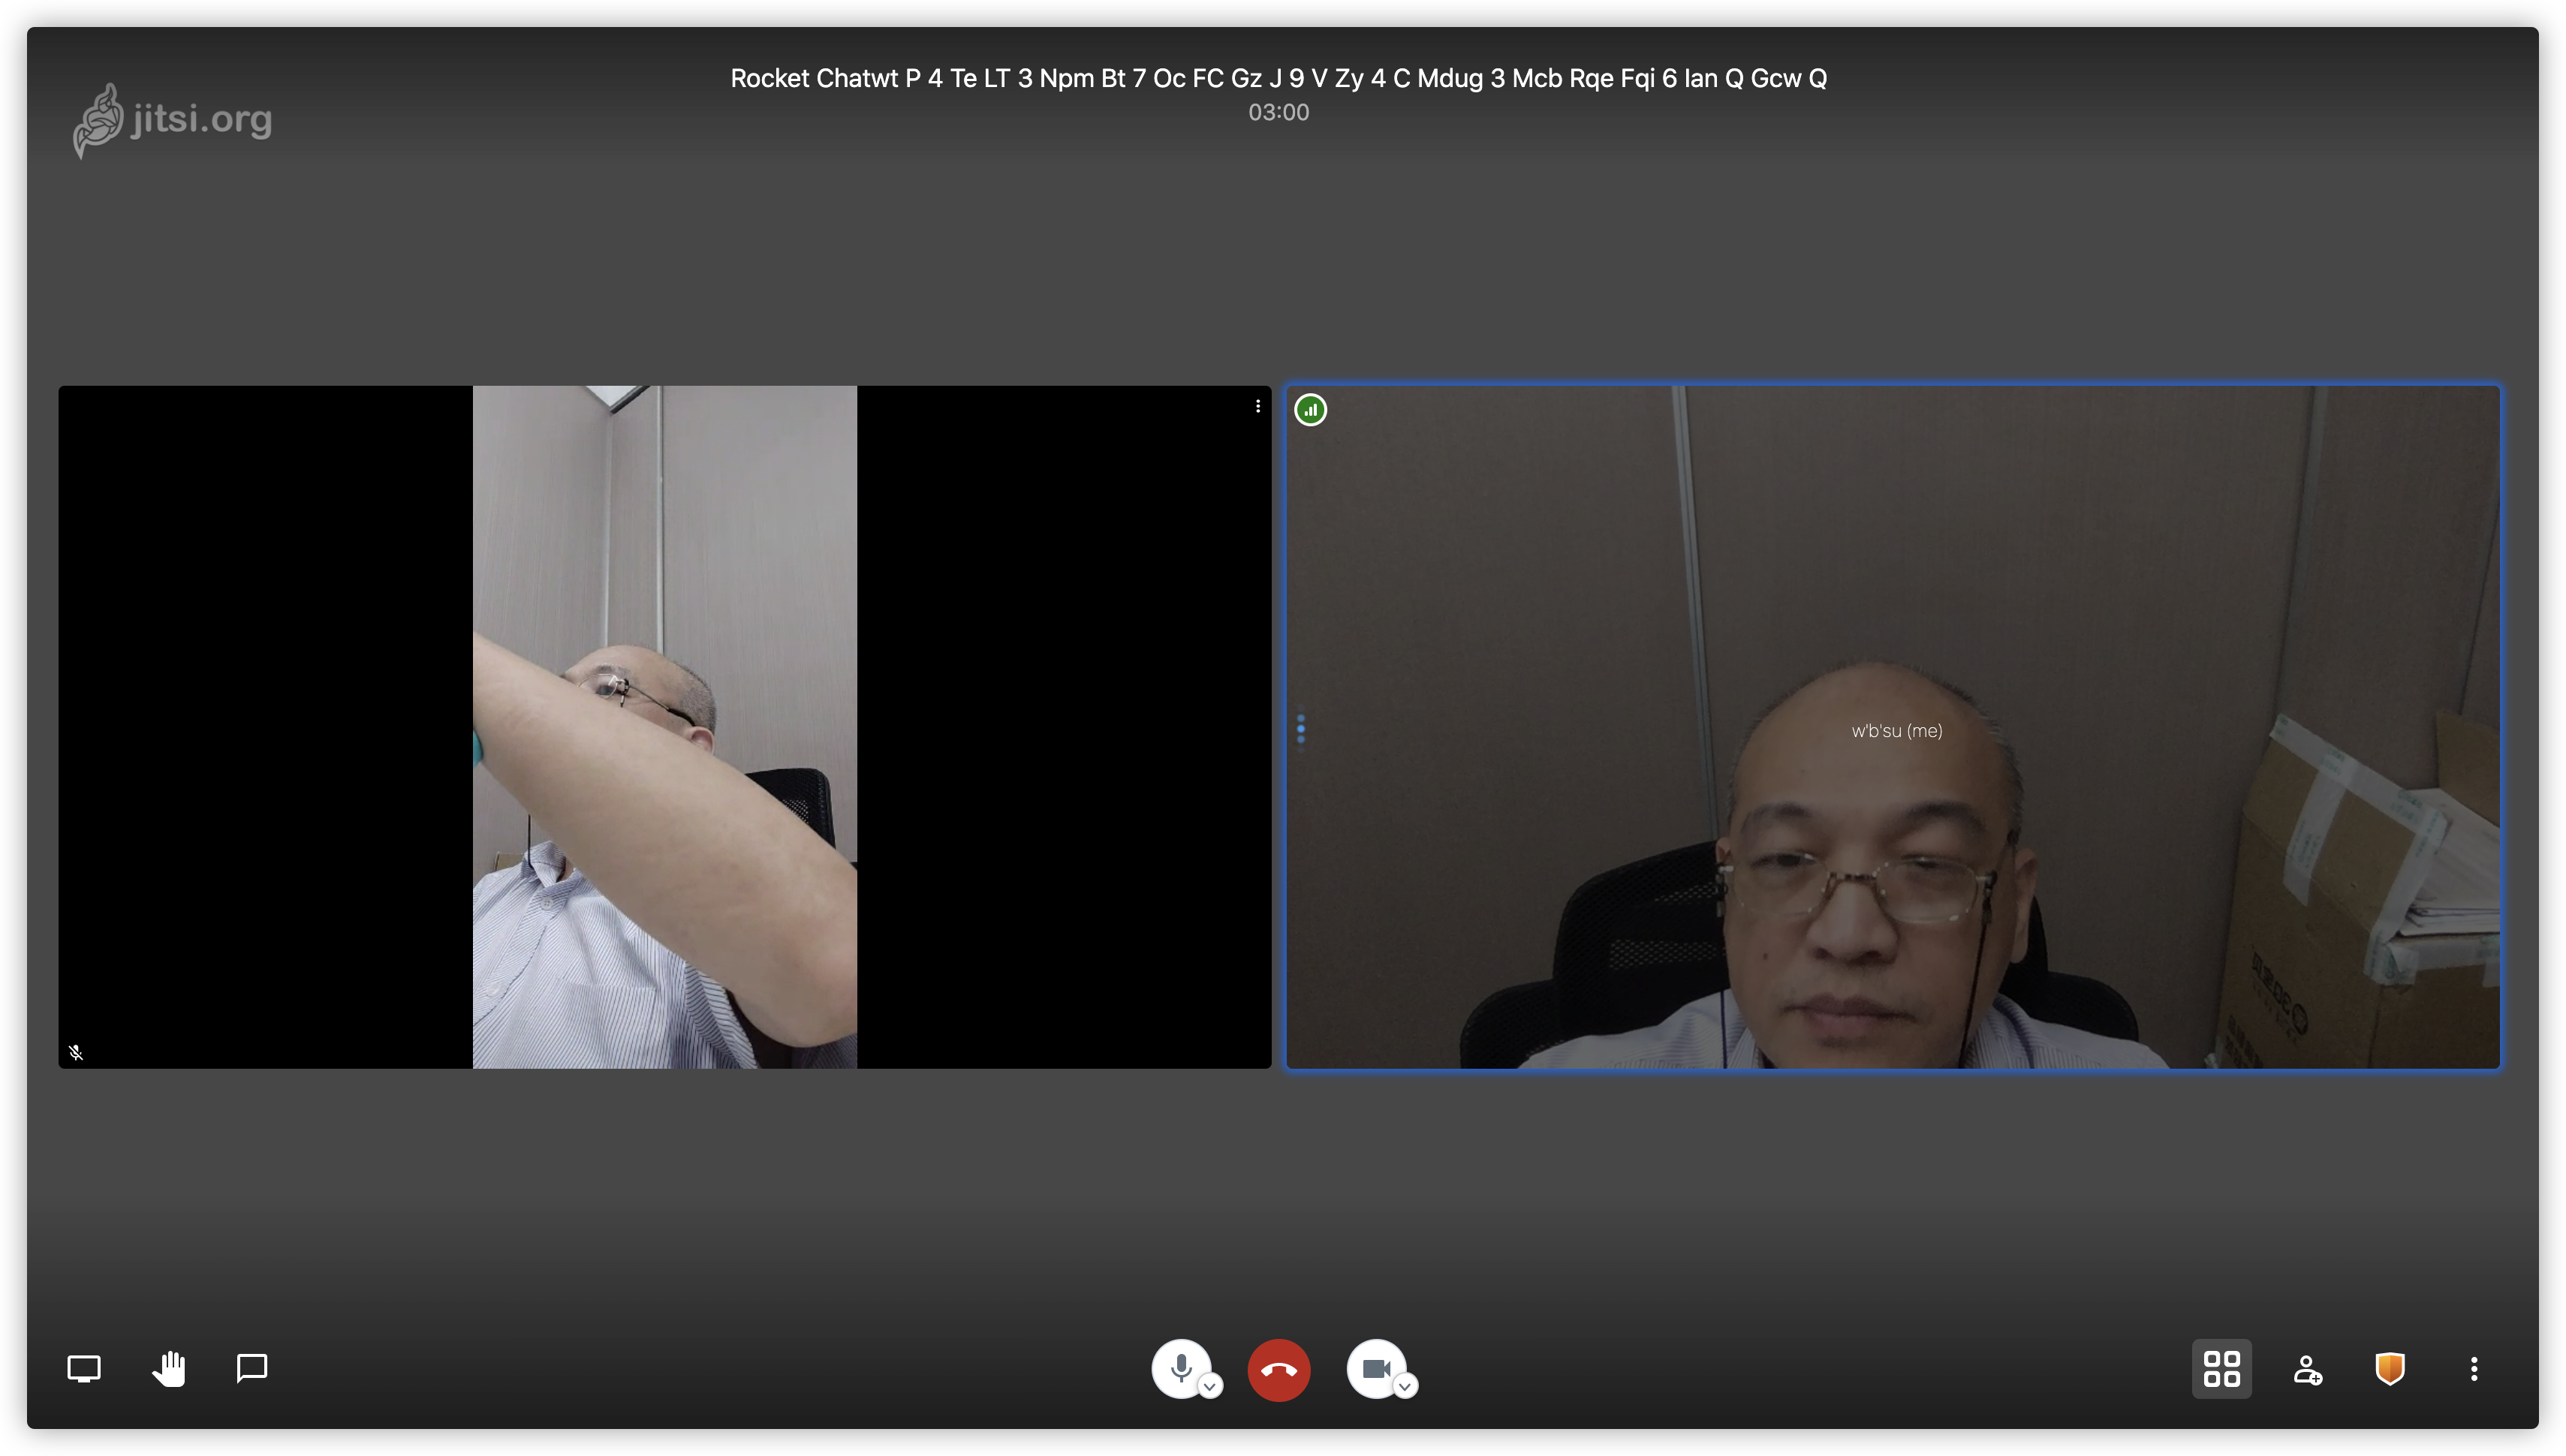 jitsi.org
Rocket Chatwt P 4 Te LT 3 Npm Bt 7 Oc FC Gz J 9 V Zy 4 C Mdug 3 Mcb Rqe Fqi 6 Ian Q Gcw Q
03:00
w'b'su (me)